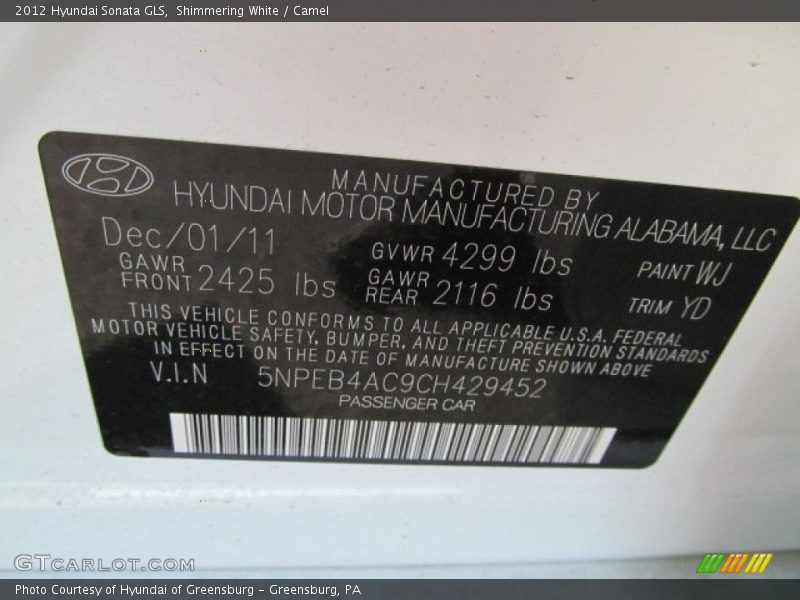 2012 Hyundai Sonata GLS,  Shimmering White / Camel
MANUFACTURED BY
HYUNDAI MOTOR MANUFACTURING ALABAMA, LLC
Dec/01/11 GVWR 4299 lbs PAINT WJ
GAWR FRONT 2425 lbs GAWR REAR 2116 lbs TRIM YD
THIS VEHICLE CONFORMS TO ALL APPLICABLE U.S.A. FEDERAL
MOTOR VEHICLE SAFETY, BUMPER, AND THEFT PREVENTION STANDARDS
IN EFFECT ON THE DATE OF MANUFACTURE SHOWN ABOVE
V.I.N 5NPEB4AC9CH429452
PASSENGER CAR
GTCARLOT.COM
Photo Courtesy of Hyundai of Greensburg - Greensburg, PA